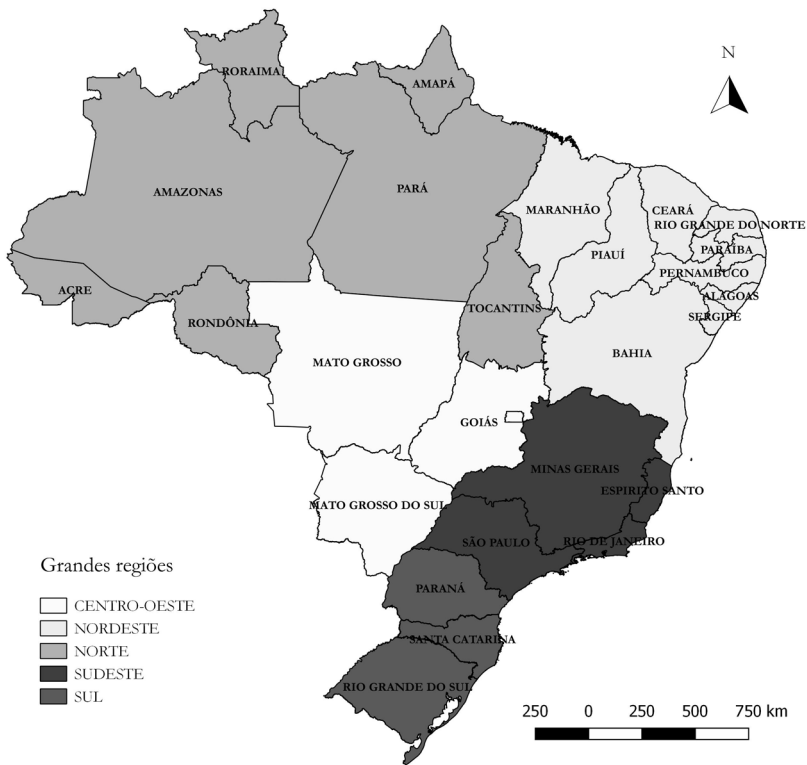 N
RORAIMA
AMAPÁ
AMAZONAS
PARÁ
MARANHÃO
CEARÁ
RIO GRANDE DO NORTE
PIAUÍ
PARAÍBA
PERNAMBUCO
ACRE
ALAGOAS
TOCANTINS
SERGIPE
RONDÔNIA
BAHIA
MATO GROSSO
GOIÁS
MINAS GERAIS
ESPIRITO SANTO
MATO GROSSO DO SUL
SÃO PAULO
RIO DE JANEIRO
PARANÁ
SANTA CATARINA
RIO GRANDE DO SUL
Grandes regiões
CENTRO-OESTE
NORDESTE
NORTE
SUDESTE
SUL
250 0 250 500 750 km